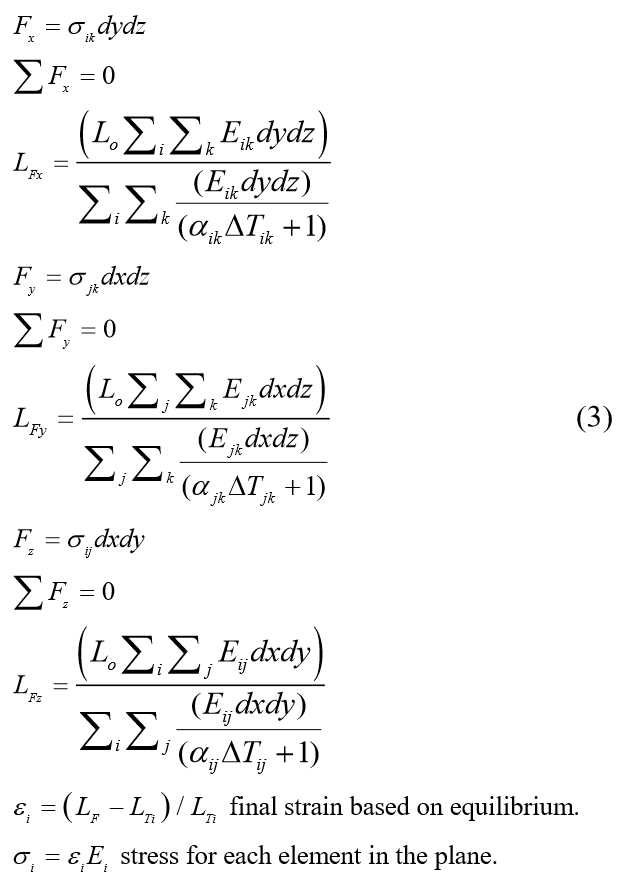 F_x = σ_ik dydz
∑ F_x = 0
L_Fx = (L_o ∑_i ∑_k E_ik dydz) / (∑_i ∑_k (E_ik dydz) / (α_ik ΔT_ik + 1))
F_y = σ_jk dxdz
∑ F_y = 0
L_Fy = (L_o ∑_j ∑_k E_jk dxdz) / (∑_j ∑_k (E_jk dxdz) / (α_jk ΔT_jk + 1)) (3)
F_z = σ_ij dxdy
∑ F_z = 0
L_Fz = (L_o ∑_i ∑_j E_ij dxdy) / (∑_i ∑_j (E_ij dxdy) / (α_ij ΔT_ij + 1))
ε_i = (L_F − L_Ti) / L_Ti final strain based on equilibrium.
σ_i = ε_i E_i stress for each element in the plane.